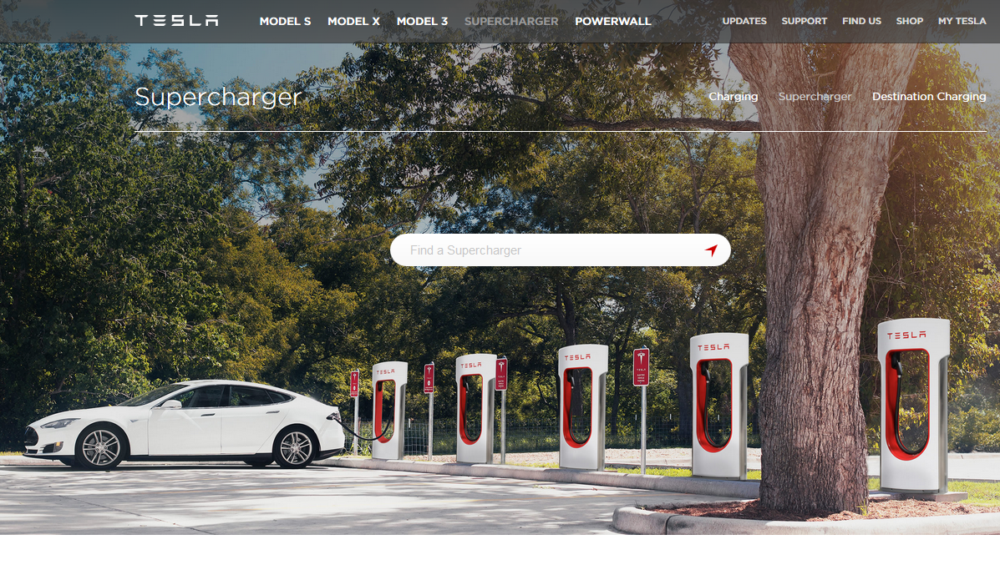 TESLA MODEL S MODEL X MODEL 3 SUPERCHARGER POWERWALL UPDATES SUPPORT FIND US SHOP MY TESLA
Supercharger Charging Supercharger Destination Charging
Find a Supercharger
TESLA
TESLA
TESLA
TESLA
TESLA